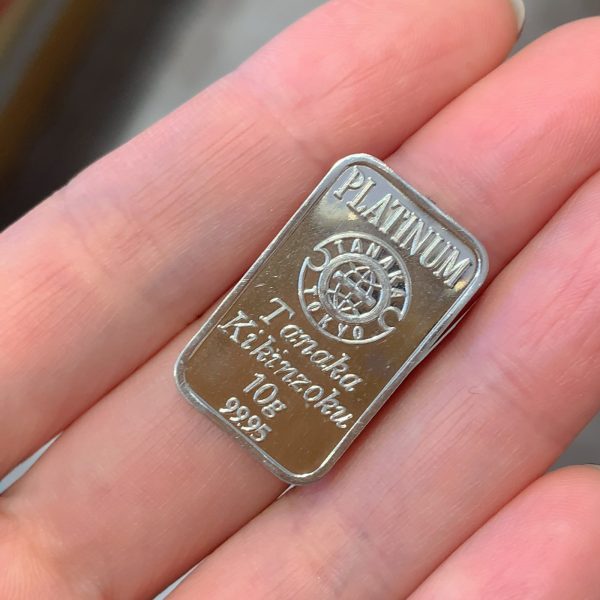 PLATINUM
TANAKA
TOKYO
Tanaka
Kikinzoku
10g
9995